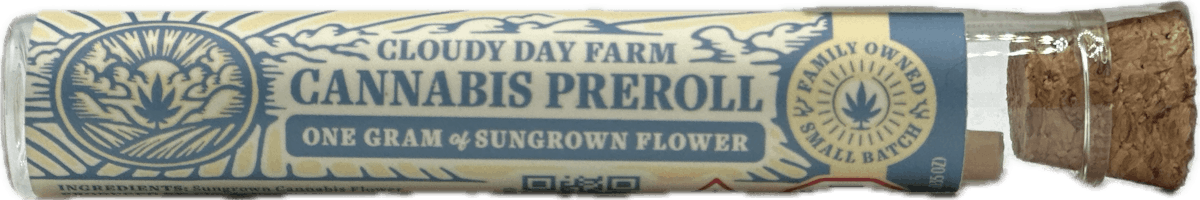 CLOUDY DAY FARM
CANNABIS PREROLL
ONE GRAM of SUNGROWN FLOWER
FAMILY OWNED
SMALL BATCH
INGREDIENTS: Sungrown Cannabis Flower